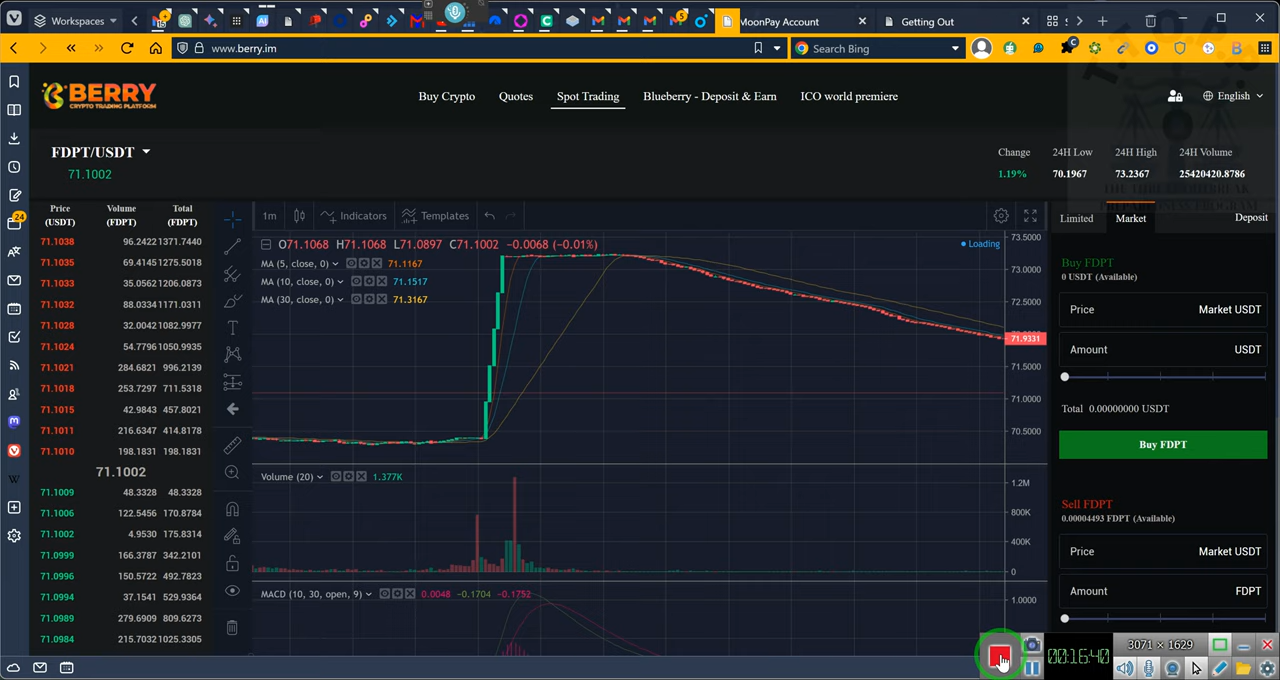 Workspaces
MoonPay Account
Getting Out
www.berry.im
Search Bing
BERRY
CRYPTO TRADING PLATFORM
Buy Crypto
Quotes
Spot Trading
Blueberry - Deposit & Earn
ICO world premiere
English
FDPT/USDT
71.1002
Change
24H Low
24H High
24H Volume
1.19%
70.1967
73.2367
25420420.8786
Price
(USDT)
Volume
(FDPT)
Total
(FDPT)
71.1038 96.2422 1371.7440
71.1035 69.4145 1275.5018
71.1033 35.0562 1206.0873
71.1032 88.0334 1171.0311
71.1028 32.0042 1082.9977
71.1024 54.7796 1050.9935
71.1021 284.6821 996.2139
71.1018 253.7297 711.5318
71.1015 42.9843 457.8021
71.1011 216.6347 414.8178
71.1010 198.1831 198.1831
71.1002
71.1009 48.3328 48.3328
71.1006 122.5456 170.8784
71.1002 4.9530 175.8314
71.0999 166.3787 342.2101
71.0996 150.5722 492.7823
71.0994 37.1541 529.9364
71.0989 279.6909 809.6273
71.0984 215.7032 1025.3305
1m
Indicators
Templates
O71.1068 H71.1068 L71.0897 C71.1002 -0.0068 (-0.01%)
Loading
MA (5, close, 0) 71.1167
MA (10, close, 0) 71.1517
MA (30, close, 0) 71.3167
73.5000
73.0000
72.5000
71.9331
71.5000
71.0000
70.5000
Volume (20) 1.377K
1.2M
800K
400K
0
MACD (10, 30, open, 9) 0.0048 -0.1704 -0.1752
1.0000
Limited
Market
Deposit
Buy FDPT
0 USDT (Available)
Price
Market USDT
Amount
USDT
Total 0.00000000 USDT
Buy FDPT
Sell FDPT
0.00004493 FDPT (Available)
Price
Market USDT
Amount
FDPT
00:16:40
3071 × 1629
24